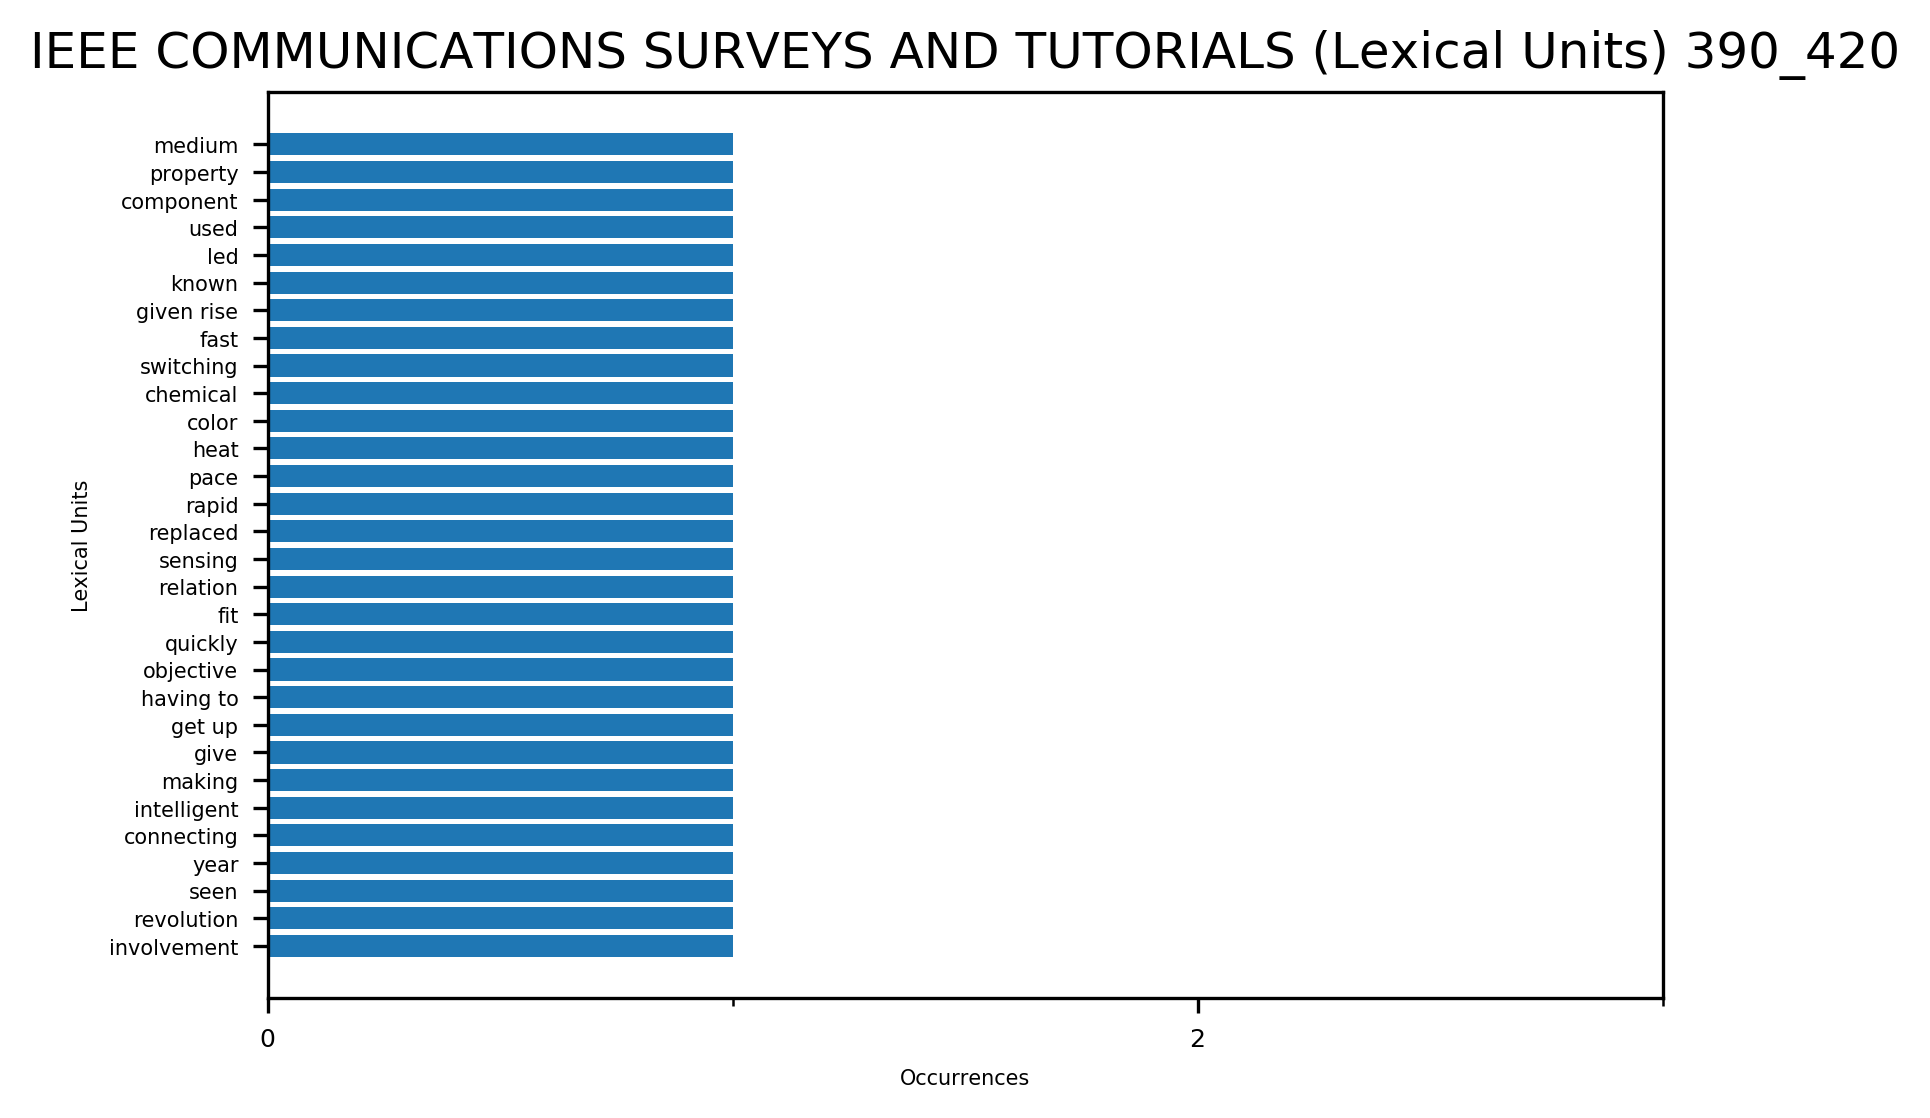 IEEE COMMUNICATIONS SURVEYS AND TUTORIALS (Lexical Units) 390_420
medium
property
component
used
led
known
given rise
fast
switching
chemical
color
heat
pace
rapid
replaced
sensing
relation
fit
quickly
objective
having to
get up
give
making
intelligent
connecting
year
seen
revolution
involvement
Lexical Units
0 2
Occurrences